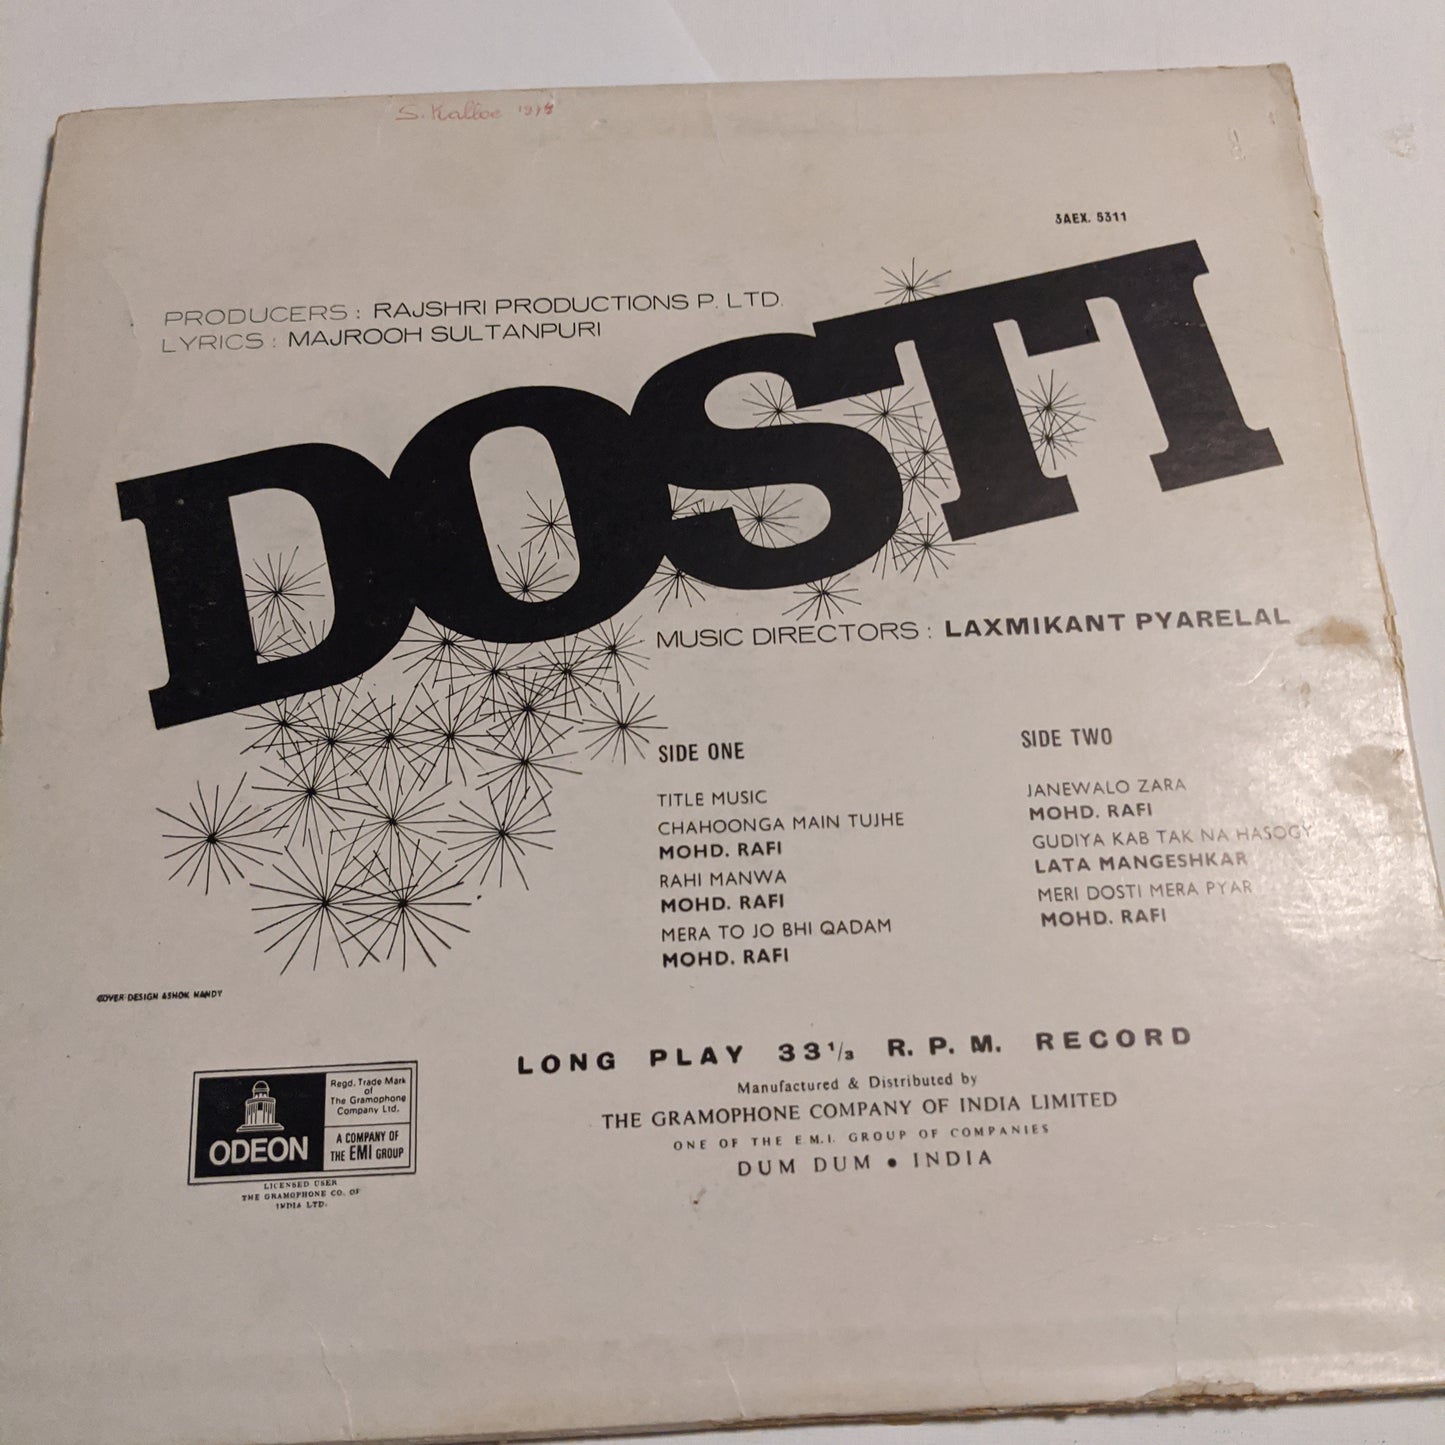 S. Kalloe
3AEX. 5311
PRODUCERS : RAJSHRI PRODUCTIONS P. LTD.
LYRICS : MAJROOH SULTANPURI
DOSTI
MUSIC DIRECTORS : LAXMIKANT PYARELAL
SIDE ONE
TITLE MUSIC
CHAHOONGA MAIN TUJHE
MOHD. RAFI
RAHI MANWA
MOHD. RAFI
MERA TO JO BHI QADAM
MOHD. RAFI
SIDE TWO
JANEWALO ZARA
MOHD. RAFI
GUDIYA KAB TAK NA HASOGY
LATA MANGESHKAR
MERI DOSTI MERA PYAR
MOHD. RAFI
COVER DESIGN ASHOK NANDY
LONG PLAY 33 1/3 R. P. M. RECORD
Manufactured & Distributed by
THE GRAMOPHONE COMPANY OF INDIA LIMITED
ONE OF THE E.M.I. GROUP OF COMPANIES
DUM DUM • INDIA
ODEON
Regd. Trade Mark
of
The Gramophone
Company Ltd.
A COMPANY OF
THE EMI GROUP
LICENSED USER
THE GRAMOPHONE CO. OF
INDIA LTD.